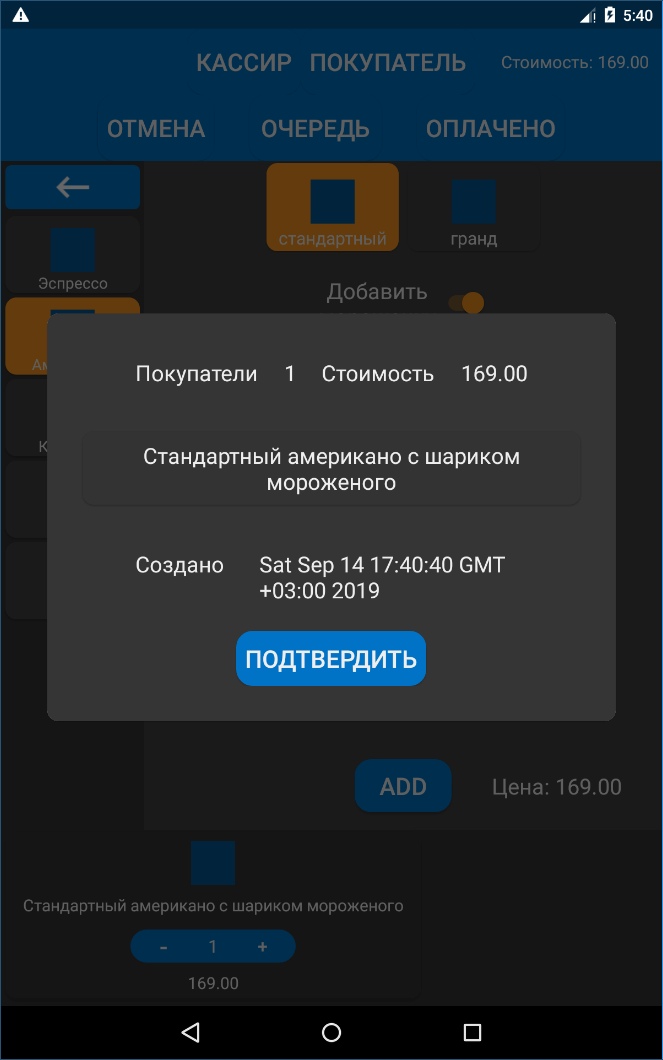 5:40
КАССИР ПОКУПАТЕЛЬ Стоимость: 169.00
ОТМЕНА ОЧЕРЕДЬ ОПЛАЧЕНО
стандартный гранд
Эспрессо
Добавить
Покупатели 1 Стоимость 169.00
Стандартный американо с шариком
мороженого
Создано Sat Sep 14 17:40:40 GMT
+03:00 2019
ПОДТВЕРДИТЬ
ADD Цена: 169.00
Стандартный американо с шариком мороженого
- 1 +
169.00